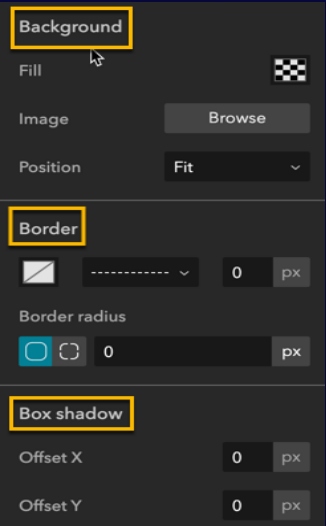 Background
Fill
Image Browse
Position Fit
Border
0 px
Border radius
0 px
Box shadow
Offset X 0 px
Offset Y 0 px